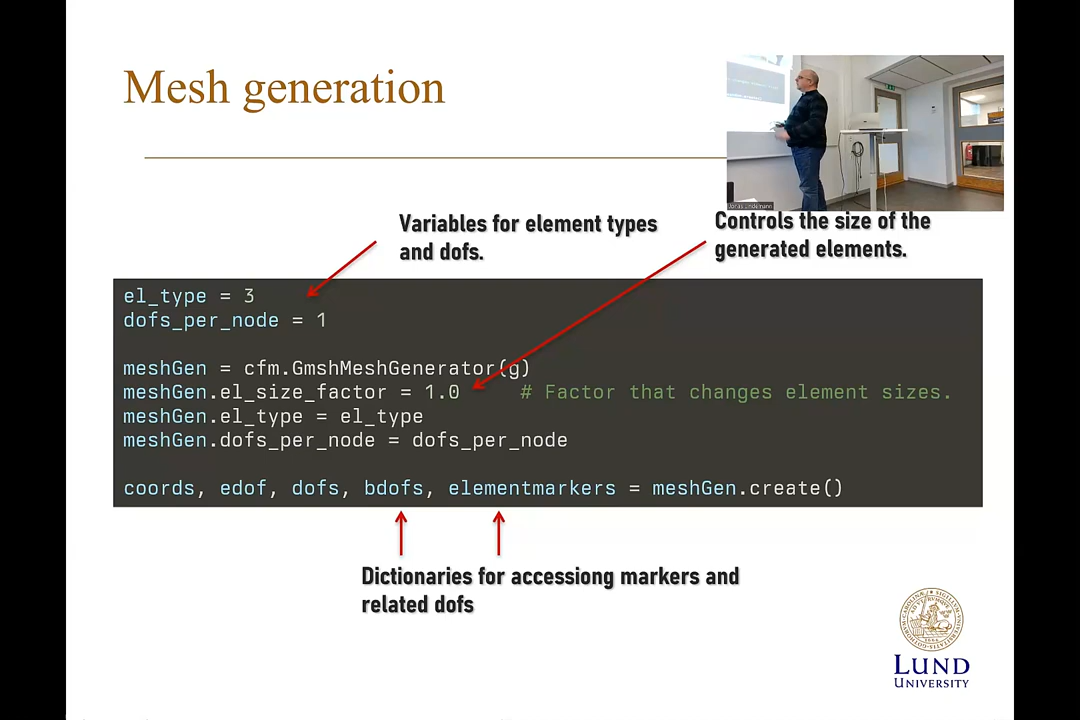 Mesh generation
Jonas Lindemann
Variables for element types
and dofs.
Controls the size of the
generated elements.
el_type = 3
dofs_per_node = 1
meshGen = cfm.GmshMeshGenerator(g)
meshGen.el_size_factor = 1.0     # Factor that changes element sizes.
meshGen.el_type = el_type
meshGen.dofs_per_node = dofs_per_node
coords, edof, dofs, bdofs, elementmarkers = meshGen.create()
Dictionaries for accessiong markers and
related dofs
LUND
UNIVERSITY